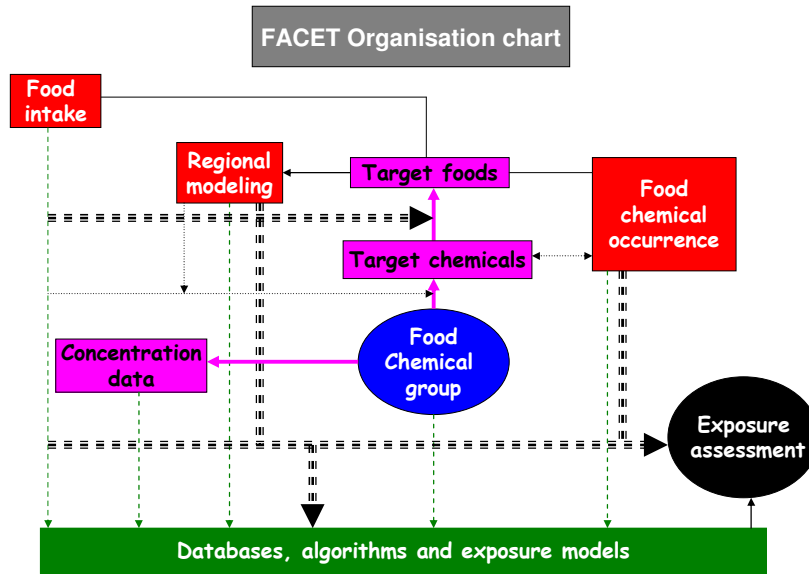 FACET Organisation chart
Food
intake
Regional
modeling
Target foods
Food
chemical
occurrence
Target chemicals
Concentration
data
Food
Chemical
group
Exposure
assessment
Databases, algorithms and exposure models